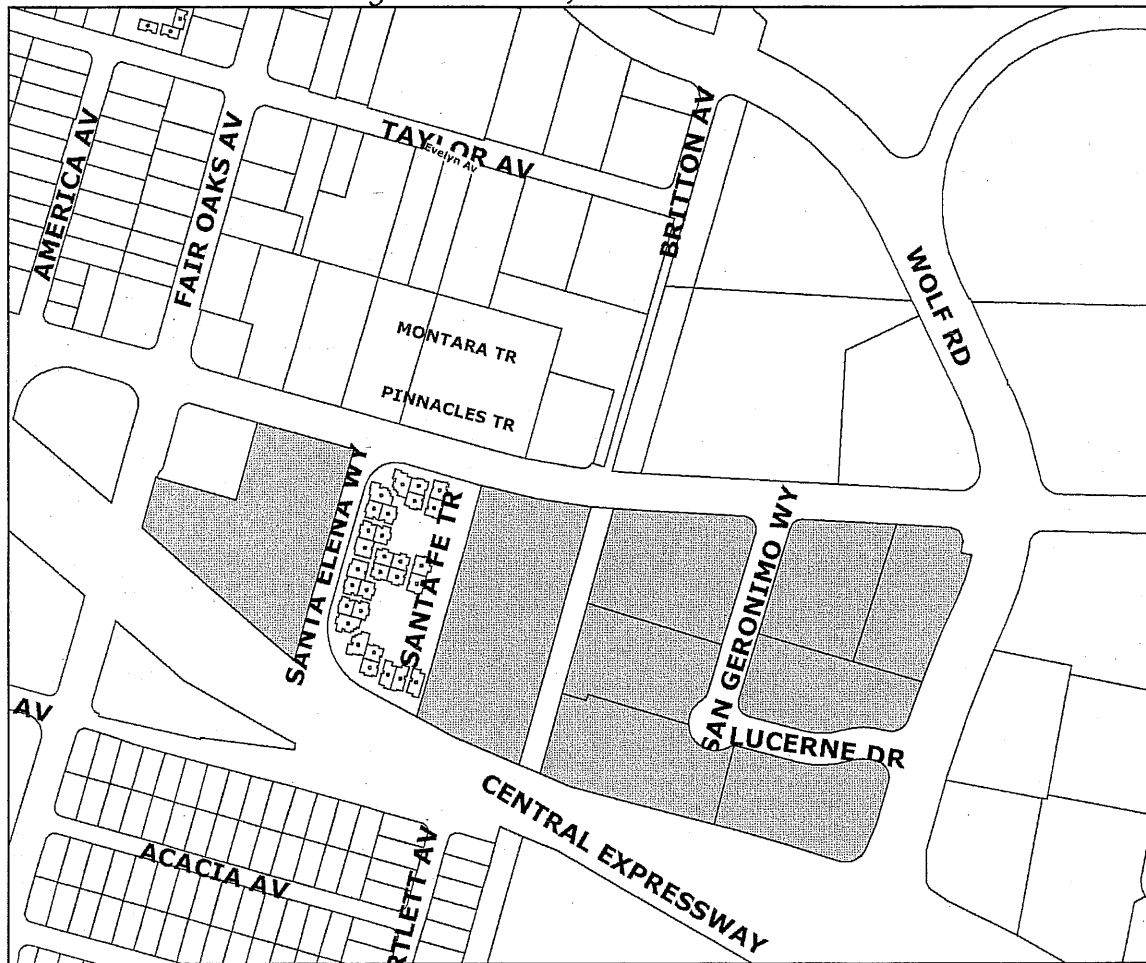 TAYLOR AV
Evelyn Av
AMERICA AV
FAIR OAKS AV
BRITTON AV
WOLF RD
MONTARA TR
PINNACLES TR
SANTA ELENA WY
SANTA FE TR
SAN GERONIMO WY
LUCERNE DR
AV
CENTRAL EXPRESSWAY
ACACIA AV
RTLETT AV